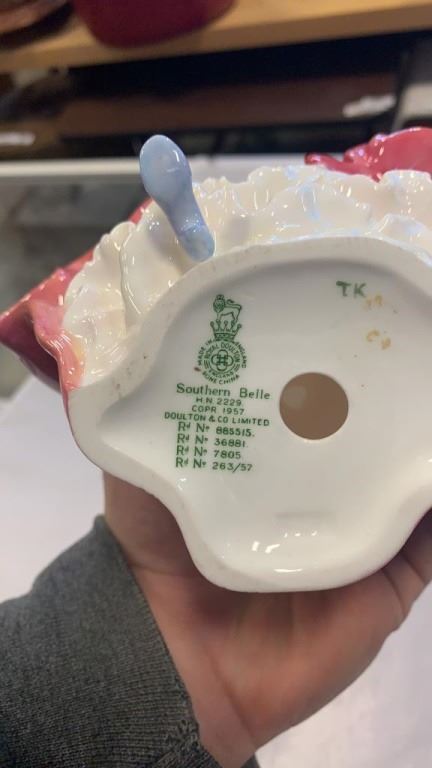 MADE IN ENGLAND
ROYAL DOULTON
ENGLAND
BONE CHINA
Southern Belle
H.N. 2229.
COPR. 1957
DOULTON & CO LIMITED
Rᵈ Nº 885515.
Rᵈ Nº 36881.
Rᵈ Nº 7805.
Rᵈ Nº 263/57
TK